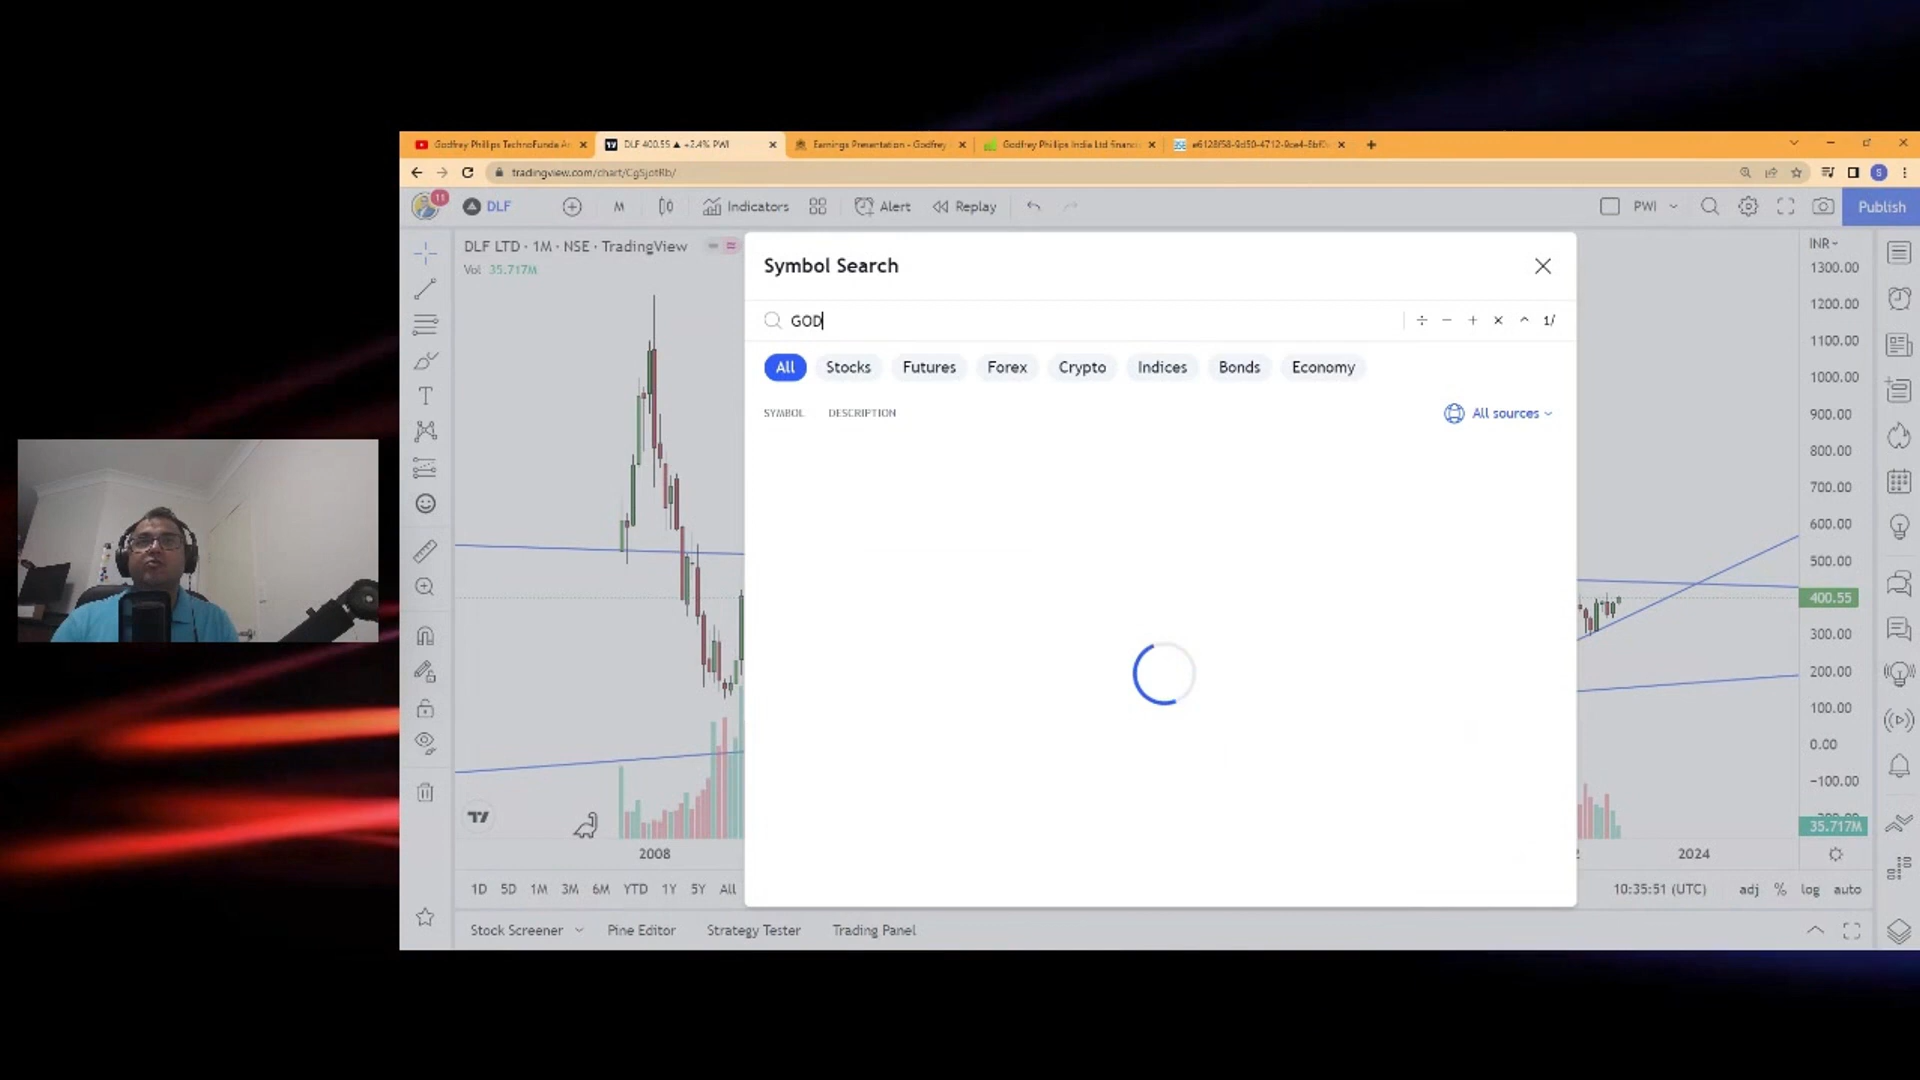 Godfrey Phillips TechnoFunda An
DLF 400.55 ▲ +2.4% PWI
Earnings Presentation - Godfrey
Godfrey Phillips India Ltd financi
tradingview.com/chart/CgSjotRb/
11
DLF
M
Indicators
Alert
Replay
PWI
Publish
DLF LTD · 1M · NSE · TradingView
Vol 35.717M
Symbol Search
GOD
÷ − + × ^ 1/
All
Stocks
Futures
Forex
Crypto
Indices
Bonds
Economy
SYMBOL
DESCRIPTION
All sources
INR
1300.00
1200.00
1100.00
1000.00
900.00
800.00
700.00
600.00
500.00
400.55
300.00
200.00
100.00
0.00
−100.00
35.717M
2008
2024
1D 5D 1M 3M 6M YTD 1Y 5Y All
10:35:51 (UTC)
adj % log auto
Stock Screener
Pine Editor
Strategy Tester
Trading Panel